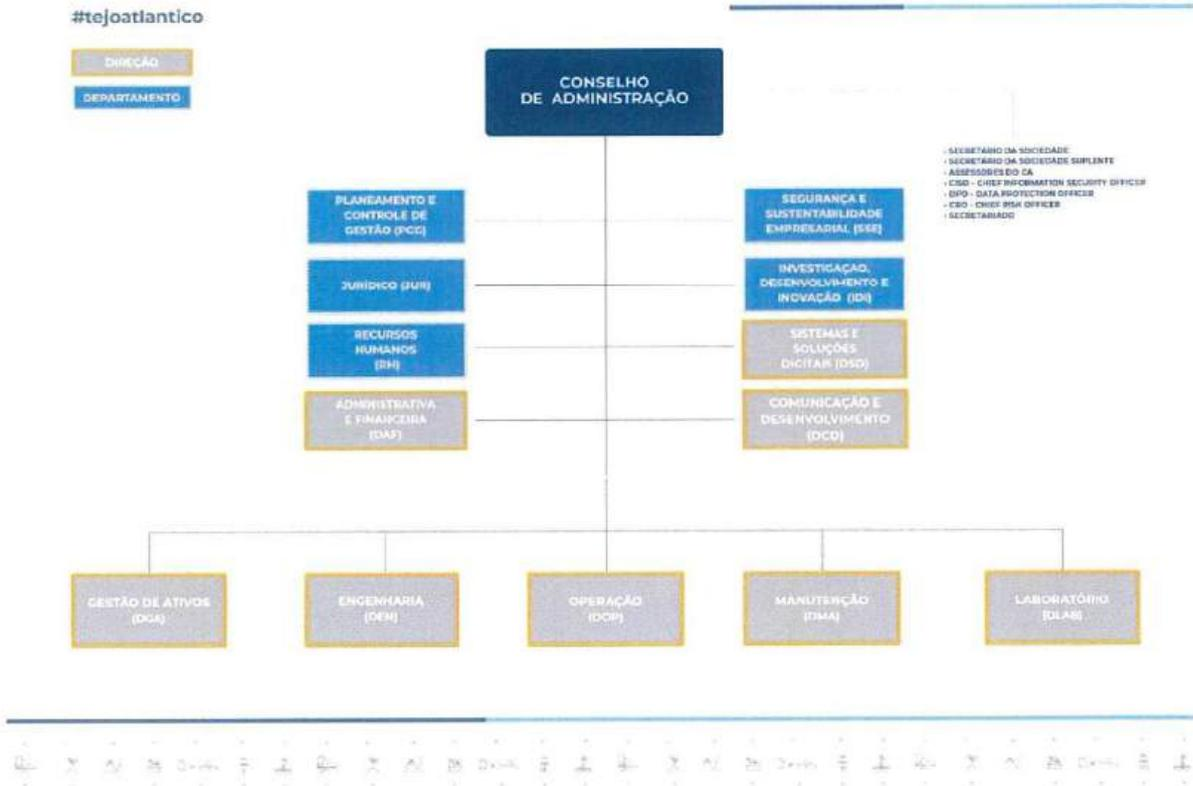 #tejoatlantico
DIREÇÃO
DEPARTAMENTO
CONSELHO
DE ADMINISTRAÇÃO
- SECRETÁRIO DA SOCIEDADE
- SECRETÁRIO DA SOCIEDADE SUPLENTE
- ASSESSORES DO CA
- CISO - CHIEF INFORMATION SECURITY OFFICER
- DPO - DATA PROTECTION OFFICER
- CRO - CHIEF RISK OFFICER
- SECRETARIADO
PLANEAMENTO E
CONTROLE DE
GESTÃO (PCG)
SEGURANÇA E
SUSTENTABILIDADE
EMPRESARIAL (SSE)
JURÍDICO (JUR)
INVESTIGAÇÃO,
DESENVOLVIMENTO E
INOVAÇÃO (IDI)
RECURSOS
HUMANOS
(RH)
SISTEMAS E
SOLUÇÕES
DIGITAIS (DSD)
ADMINISTRATIVA
E FINANCEIRA
(DAF)
COMUNICAÇÃO E
DESENVOLVIMENTO
(DCD)
GESTÃO DE ATIVOS
(DGA)
ENGENHARIA
(DEN)
OPERAÇÃO
(DOP)
MANUTENÇÃO
(DMA)
LABORATÓRIO
(DLAB)